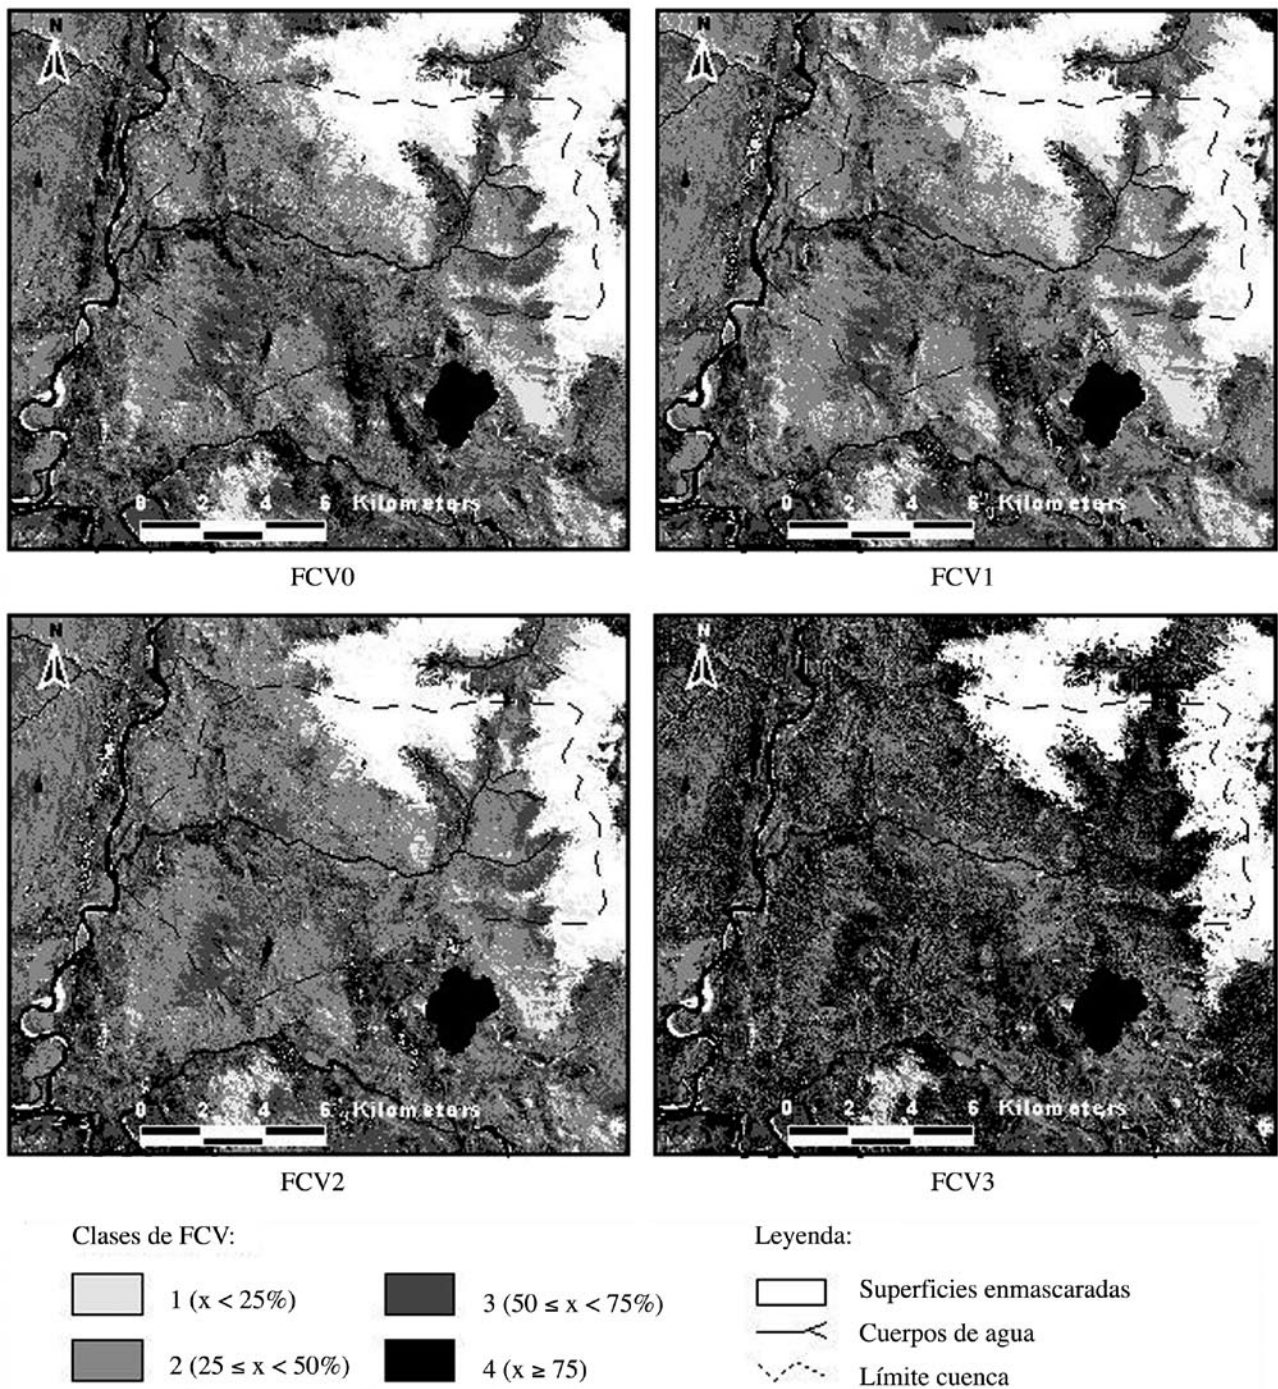 N
N
0 2 4 6 Kilometers
0 2 4 6 Kilometers
FCV0
FCV1
N
N
0 2 4 6 Kilometers
0 2 4 6 Kilometers
FCV2
FCV3
Clases de FCV:
Leyenda:
1 (x < 25%)
3 (50 ≤ x < 75%)
Superficies enmascaradas
Cuerpos de agua
2 (25 ≤ x < 50%)
4 (x ≥ 75)
Límite cuenca